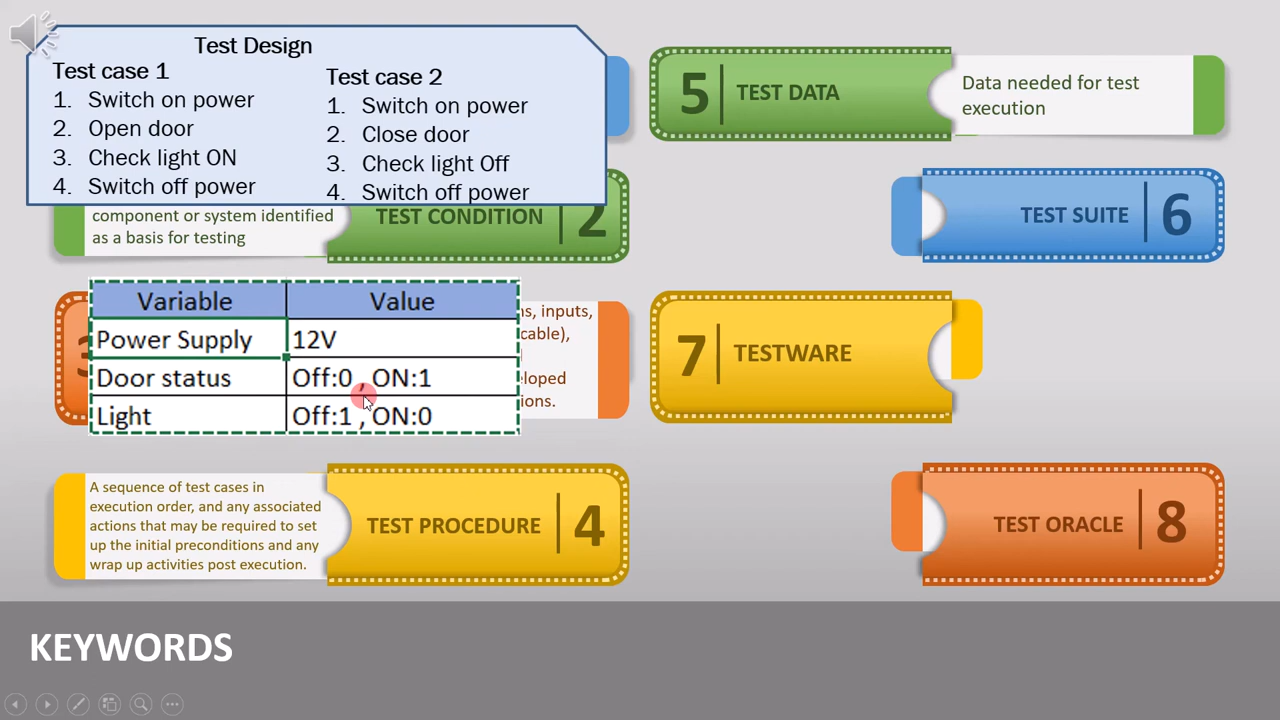 Test Design
Test case 1
1. Switch on power
2. Open door
3. Check light ON
4. Switch off power
Test case 2
1. Switch on power
2. Close door
3. Check light Off
4. Switch off power
component or system identified
as a basis for testing
TEST CONDITION 2
Variable Value
Power Supply 12V
Door status Off:0 , ON:1
Light Off:1 , ON:0
inputs,
eloped
ons.
A sequence of test cases in
execution order, and any associated
actions that may be required to set
up the initial preconditions and any
wrap up activities post execution.
TEST PROCEDURE 4
5 TEST DATA
Data needed for test
execution
TEST SUITE 6
7 TESTWARE
TEST ORACLE 8
KEYWORDS